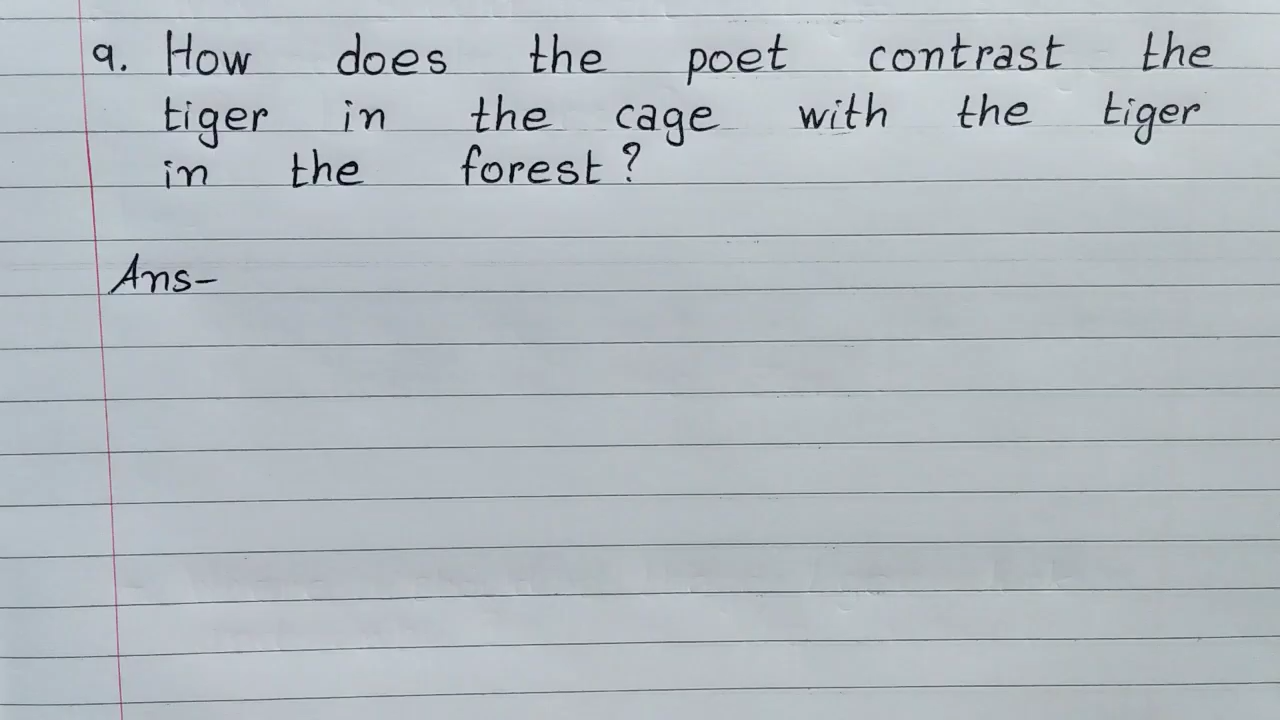 9. How does the poet contrast the
tiger in the cage with the tiger
in the forest?
Ans-